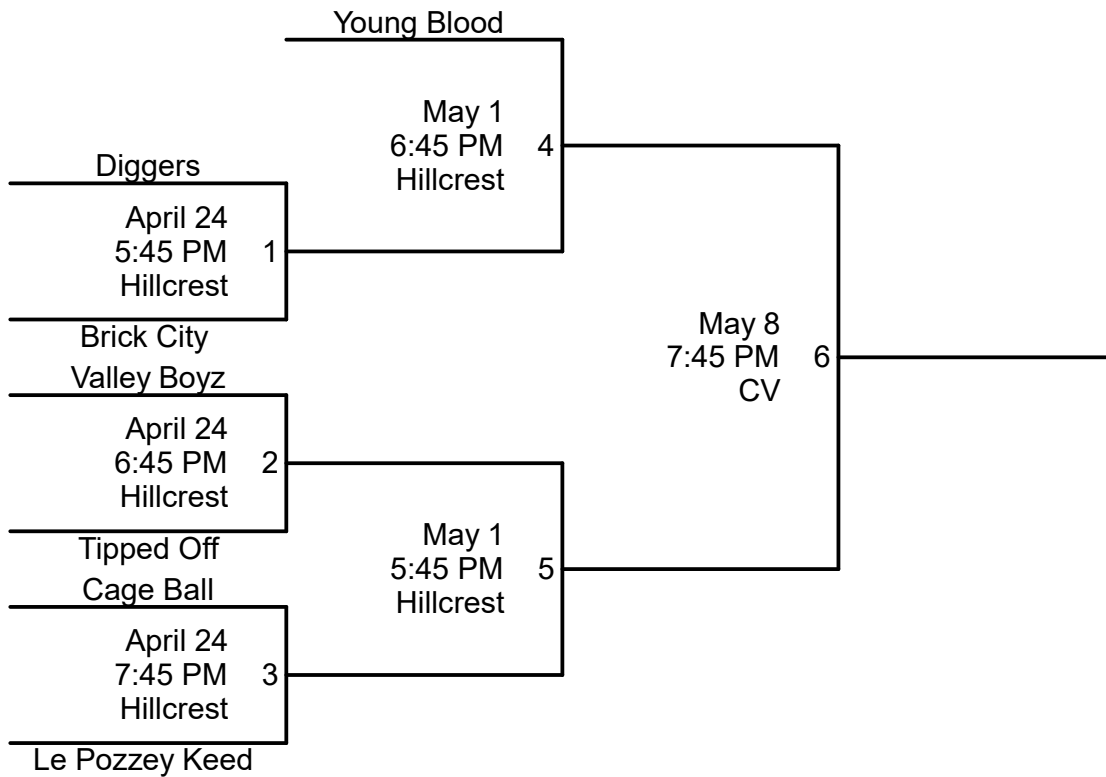 Young Blood
May 1
6:45 PM
Hillcrest
4
Diggers
April 24
5:45 PM
Hillcrest
1
Brick City
Valley Boyz
April 24
6:45 PM
Hillcrest
2
Tipped Off
Cage Ball
April 24
7:45 PM
Hillcrest
3
Le Pozzey Keed
May 1
5:45 PM
Hillcrest
5
May 8
7:45 PM
CV
6